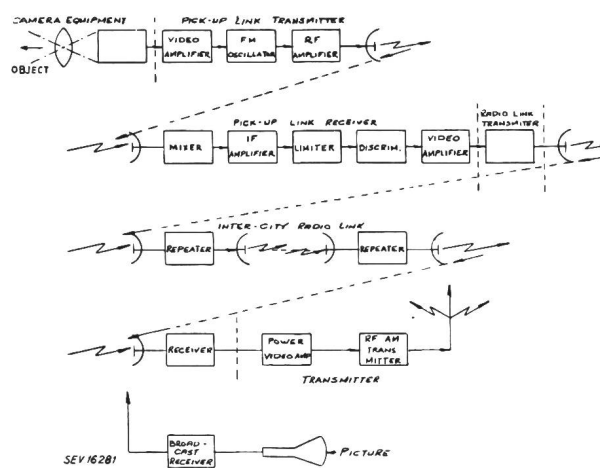 CAMERA EQUIPMENT
PICK-UP LINK TRANSMITTER
OBJECT
VIDEO
AMPLIFIER
FM
OSCILLATOR
RF
AMPLIFIER
PICK-UP LINK RECEIVER
RADIO LINK
TRANSMITER
MIXER
IF
AMPLIFIER
LIMITER
DISCRIM.
VIDEO
AMPLIFIER
INTER-CITY RADIO LINK
REPEATER
REPEATER
RECEIVER
POWER
VIDEO AMP
RF AM
TRANS
MITTER
TRANSMITTER
BROAD-
CAST
RECEIVER
PICTURE
SEV 16281